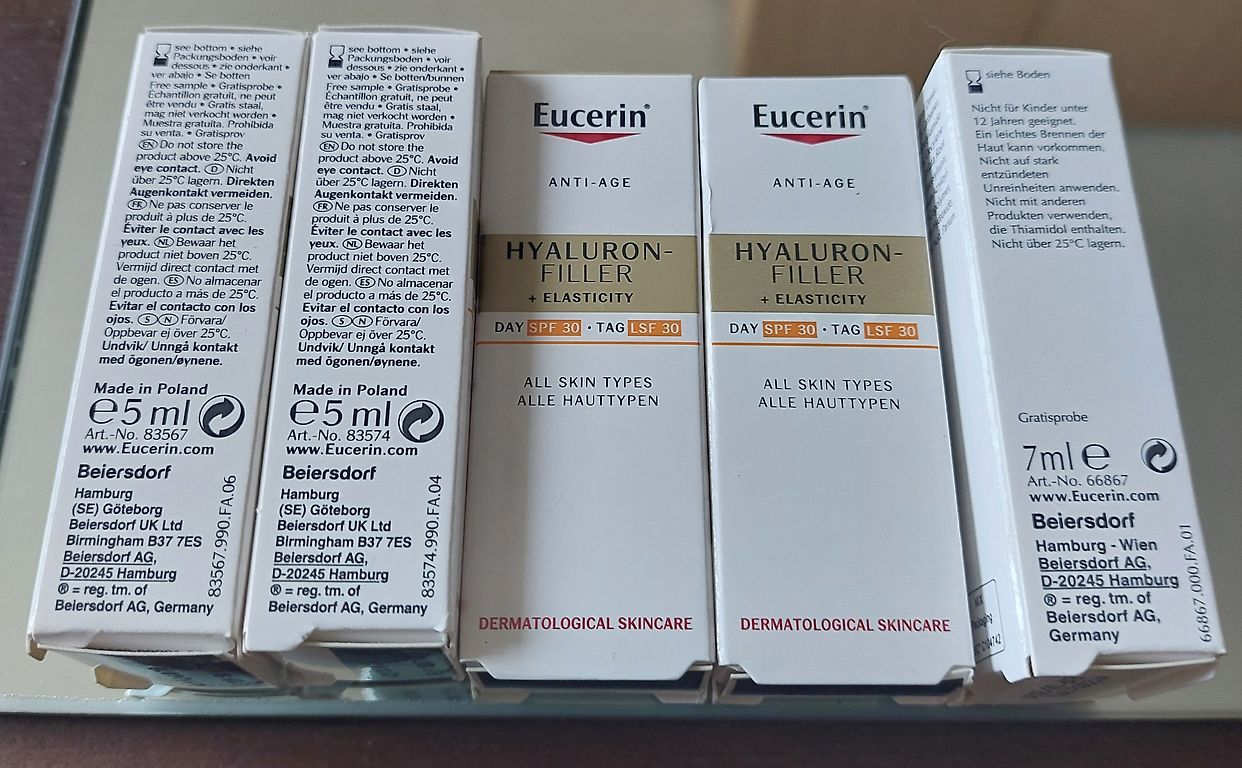 see bottom • siehe
Packungsboden • voir
dessous • zie onderkant •
ver abajo • Se botten
Free sample • Gratisprobe •
Échantillon gratuit, ne peut
être vendu • Gratis staal,
mag niet verkocht worden •
Muestra gratuita. Prohibida
su venta. • Gratisprov
EN Do not store the
product above 25°C. Avoid
eye contact. D Nicht
über 25°C lagern. Direkten
Augenkontakt vermeiden.
FR Ne pas conserver le
produit à plus de 25°C.
Éviter le contact avec les
yeux. NL Bewaar het
product niet boven 25°C.
Vermijd direct contact met
de ogen. ES No almacenar
el producto a más de 25°C.
Evitar el contacto con los
ojos. S N Förvara/
Oppbevar ej över 25°C.
Undvik/ Unngå kontakt
med ögonen/øynene.
Made in Poland
e 5 ml
Art.-No. 83567
www.Eucerin.com
Beiersdorf
Hamburg
(SE) Göteborg
Beiersdorf UK Ltd
Birmingham B37 7ES
Beiersdorf AG,
D-20245 Hamburg
® = reg. tm. of
Beiersdorf AG, Germany
83567.990.FA.06
see bottom • siehe
Packungsboden • voir
dessous • zie onderkant •
ver abajo • Se botten/bunnen
Free sample • Gratisprobe •
Échantillon gratuit, ne peut
être vendu • Gratis staal,
mag niet verkocht worden •
Muestra gratuita. Prohibida
su venta. • Gratisprov
EN Do not store the
product above 25°C. Avoid
eye contact. D Nicht
über 25°C lagern. Direkten
Augenkontakt vermeiden.
FR Ne pas conserver le
produit à plus de 25°C.
Éviter le contact avec les
yeux. NL Bewaar het
product niet boven 25°C.
Vermijd direct contact met
de ogen. ES No almacenar
el producto a más de 25°C.
Evitar el contacto con los
ojos. S N Förvara/
Oppbevar ej över 25°C.
Undvik/ Unngå kontakt
med ögonen/øynene.
Made in Poland
e 5 ml
Art.-No. 83574
www.Eucerin.com
Beiersdorf
Hamburg
(SE) Göteborg
Beiersdorf UK Ltd
Birmingham B37 7ES
Beiersdorf AG,
D-20245 Hamburg
® = reg. tm. of
Beiersdorf AG, Germany
83574.990.FA.04
Eucerin®
ANTI-AGE
HYALURON-
FILLER
+ ELASTICITY
DAY SPF 30 • TAG LSF 30
ALL SKIN TYPES
ALLE HAUTTYPEN
DERMATOLOGICAL SKINCARE
Eucerin®
ANTI-AGE
HYALURON-
FILLER
+ ELASTICITY
DAY SPF 30 • TAG LSF 30
ALL SKIN TYPES
ALLE HAUTTYPEN
DERMATOLOGICAL SKINCARE
siehe Boden
Nicht für Kinder unter
12 Jahren geeignet.
Ein leichtes Brennen der
Haut kann vorkommen.
Nicht auf stark
entzündeten
Unreinheiten anwenden.
Nicht mit anderen
Produkten verwenden,
die Thiamidol enthalten.
Nicht über 25°C lagern.
Gratisprobe
7ml e
Art.-No. 66867
www.Eucerin.com
Beiersdorf
Hamburg - Wien
Beiersdorf AG,
D-20245 Hamburg
® = reg. tm. of
Beiersdorf AG,
Germany
66867.000.FA.01